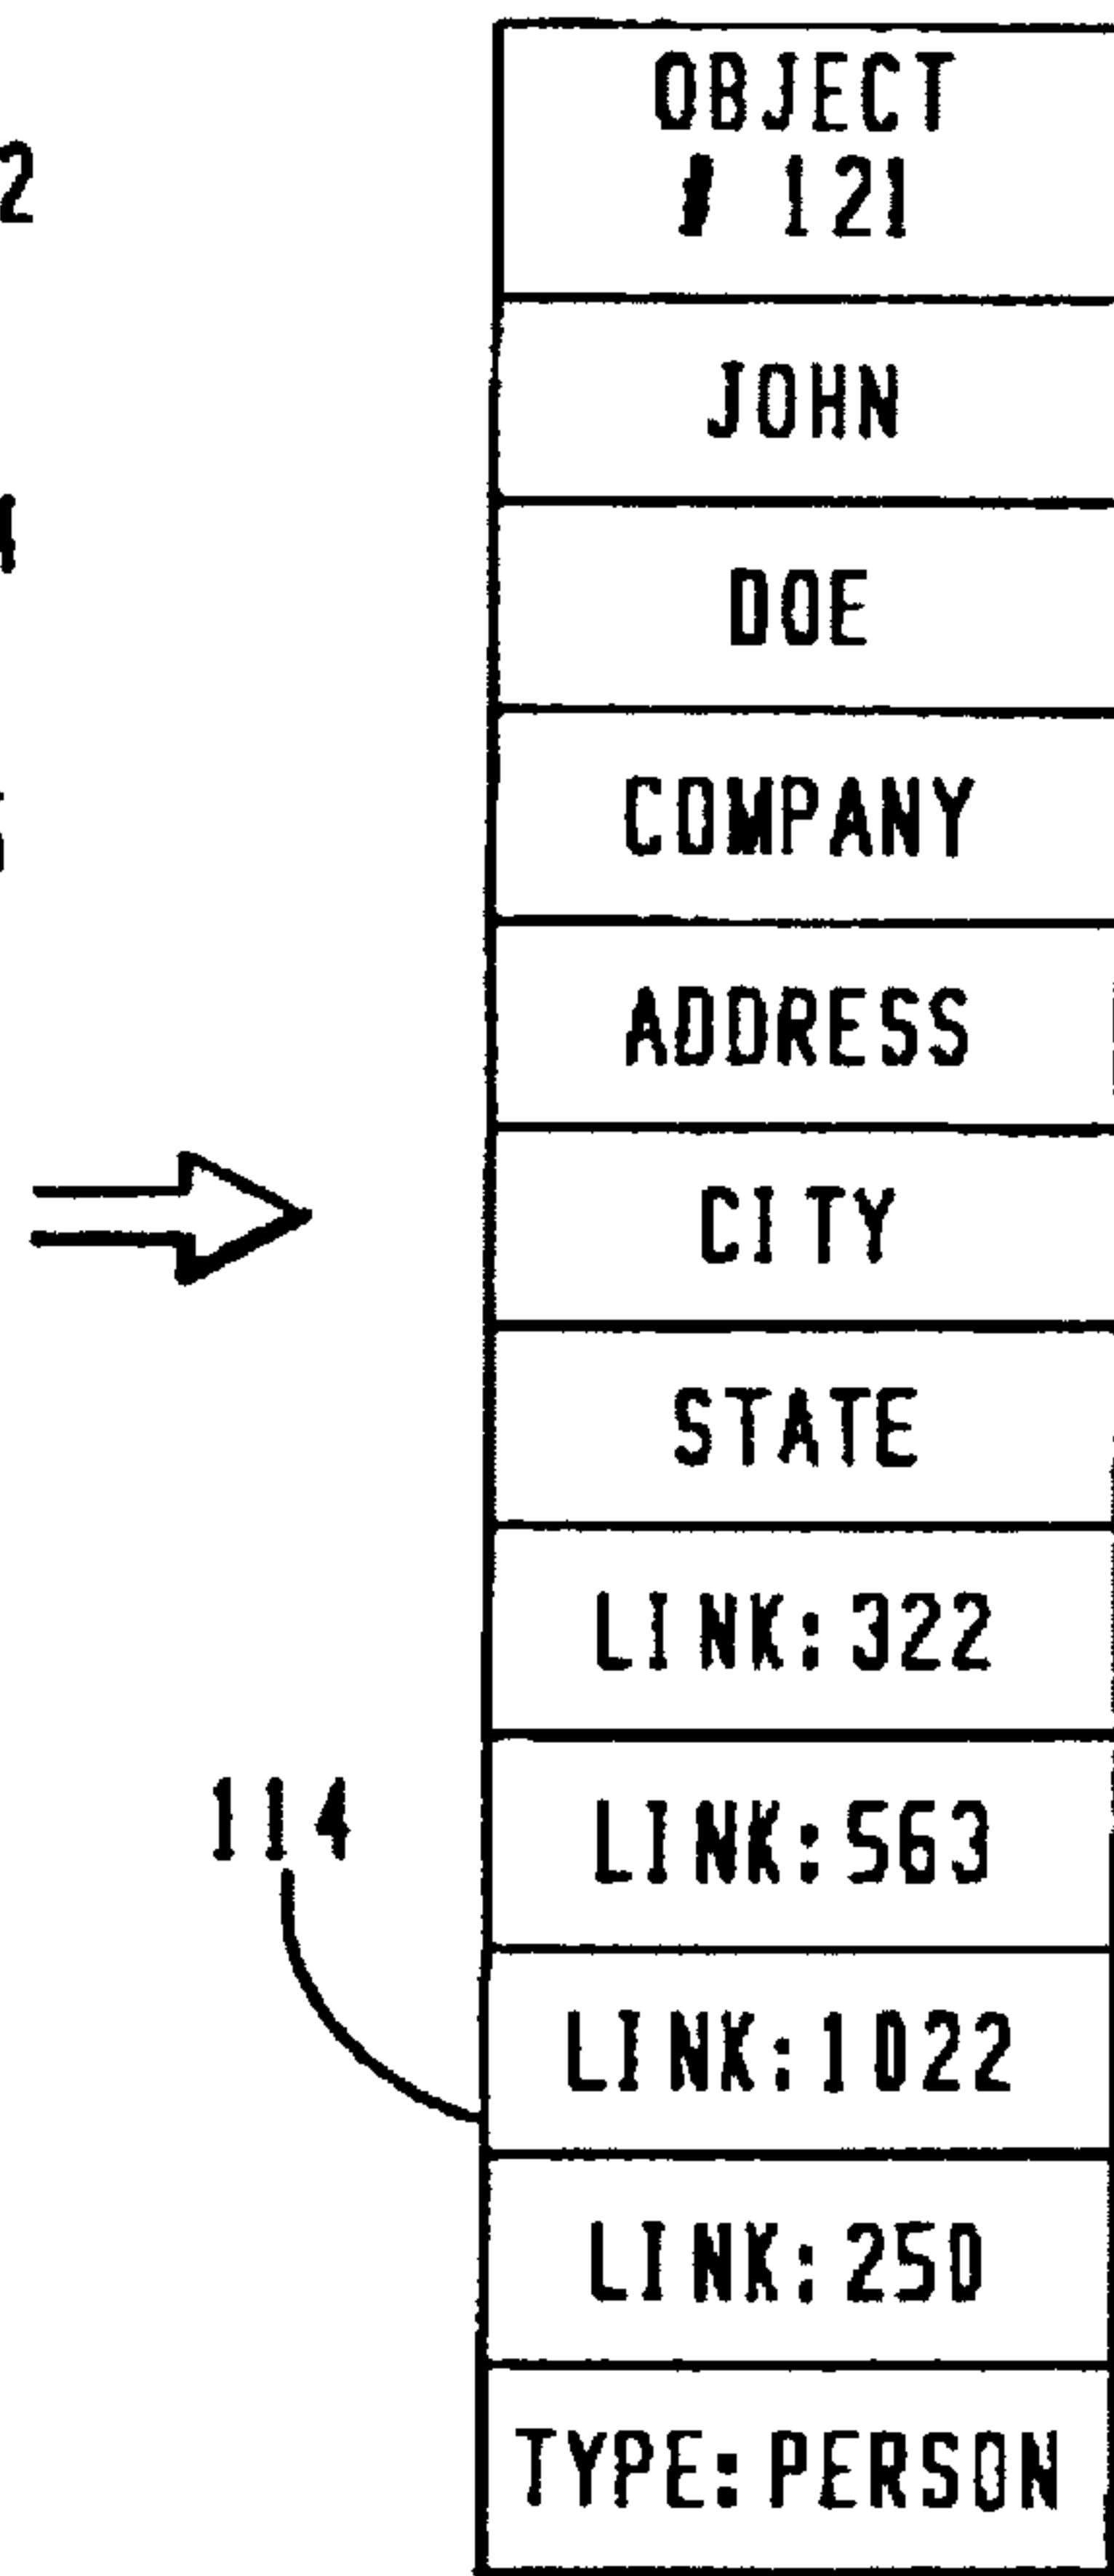 OBJECT
# 121
JOHN
DOE
COMPANY
ADDRESS
CITY
STATE
LINK:322
LINK:563
114
LINK:1022
LINK:250
TYPE:PERSON